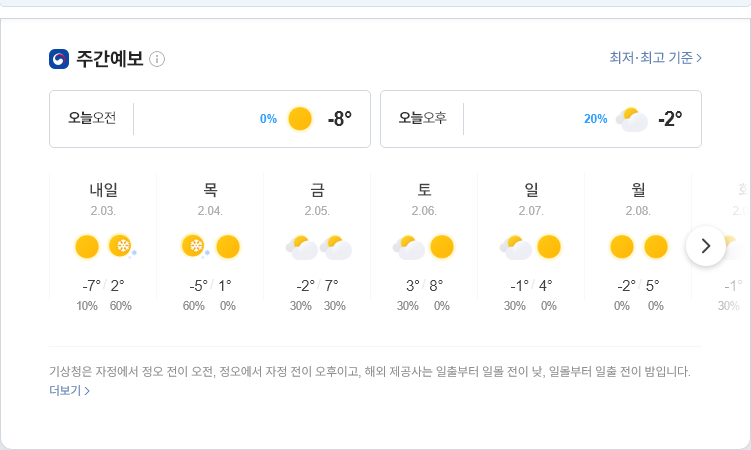 주간예보
최저·최고 기준
오늘오전 0% -8°
오늘오후 20% -2°
내일 목 금 토 일 월
2.03. 2.04. 2.05. 2.06. 2.07. 2.08.
-7°/2° -5°/1° -2°/7° 3°/8° -1°/4° -2°/5° -1°
10% 60% 60% 0% 30% 30% 30% 0% 30% 0% 0% 0% 30%
기상청은 자정에서 정오 전이 오전, 정오에서 자정 전이 오후이고, 해외 제공사는 일출부터 일몰 전이 낮, 일몰부터 일출 전이 밤입니다.
더보기